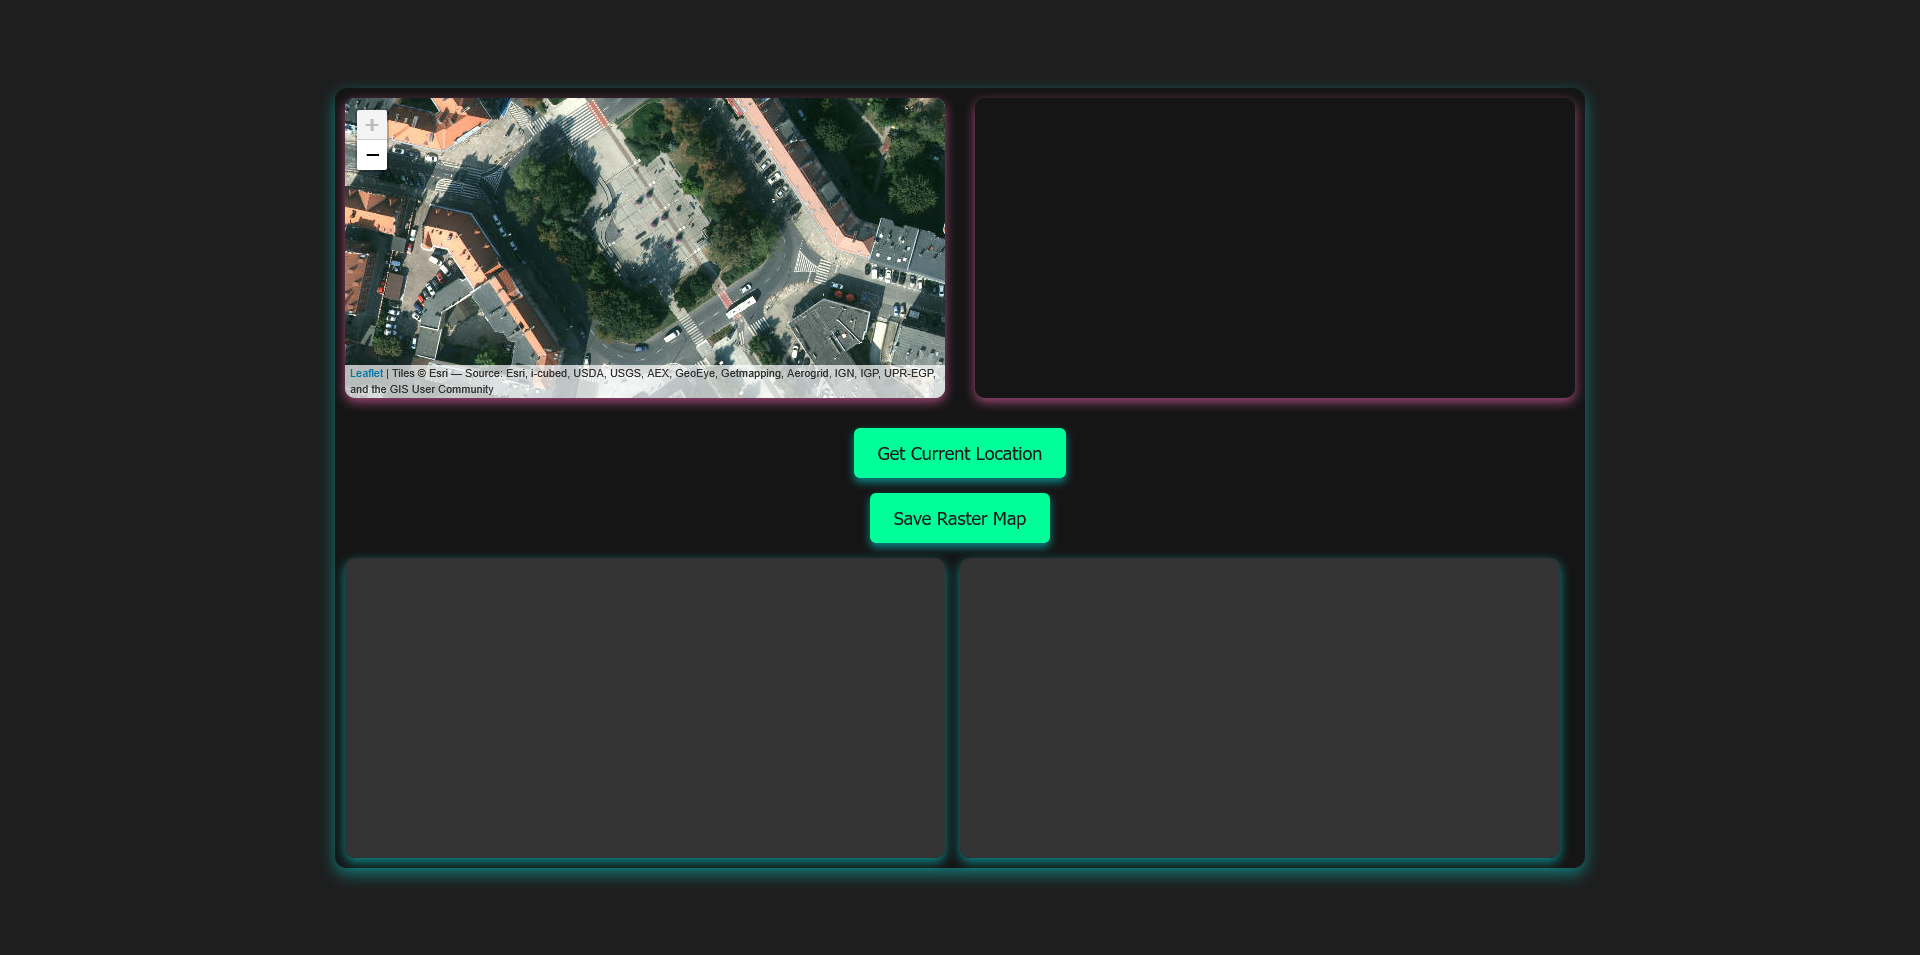 +
−
Leaflet | Tiles © Esri — Source: Esri, i-cubed, USDA, USGS, AEX, GeoEye, Getmapping, Aerogrid, IGN, IGP, UPR-EGP,
and the GIS User Community
Get Current Location
Save Raster Map